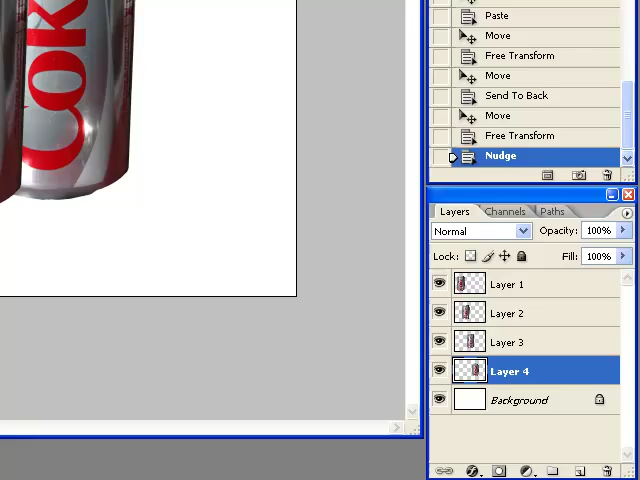 COK
Paste
Move
Free Transform
Move
Send To Back
Move
Free Transform
Nudge
Layers Channels Paths
Normal Opacity: 100%
Lock: Fill: 100%
Layer 1
Layer 2
Layer 3
Layer 4
Background